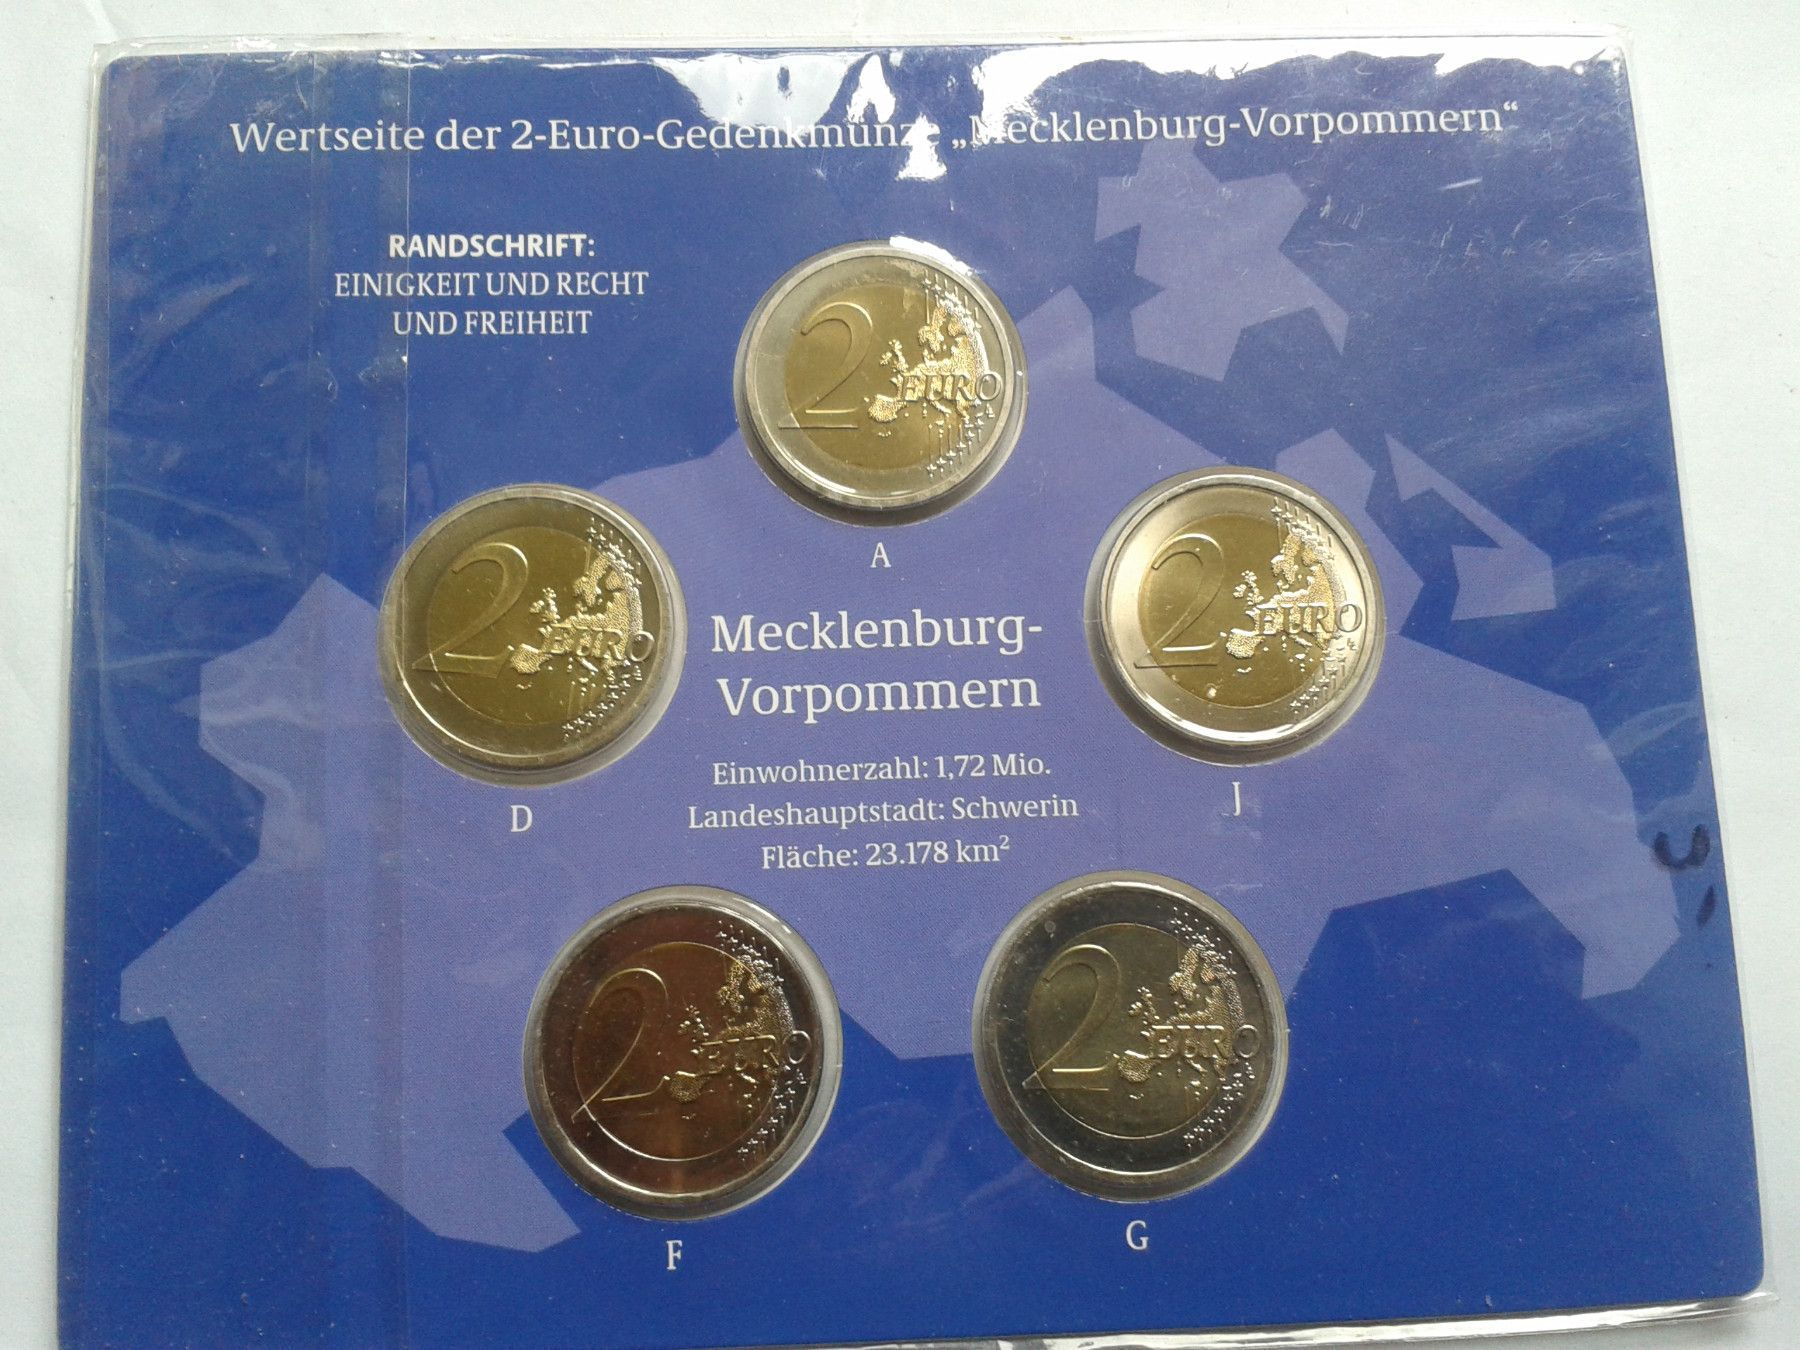 Wertseite der 2-Euro-Gedenkmünze „Mecklenburg-Vorpommern“
RANDSCHRIFT:
EINIGKEIT UND RECHT
UND FREIHEIT
2 EURO
A
2 EURO
2 EURO
D
J
Mecklenburg-
Vorpommern
Einwohnerzahl: 1,72 Mio.
Landeshauptstadt: Schwerin
Fläche: 23.178 km²
2 EURO
2 EURO
F
G